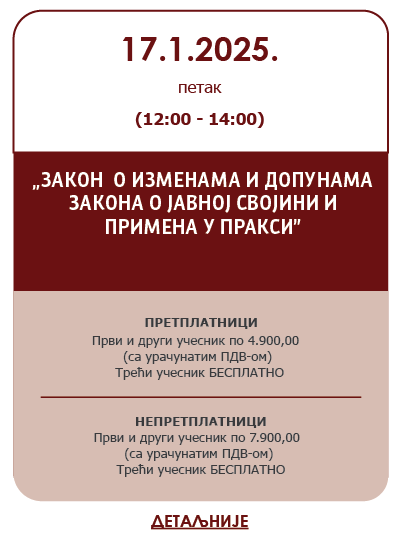 17.1.2025.
петак
(12:00 - 14:00)
„ЗАКОН О ИЗМЕНАМА И ДОПУНАМА
ЗАКОНА О ЈАВНОЈ СВОЈИНИ И
ПРИМЕНА У ПРАКСИ”
ПРЕТПЛАТНИЦИ
Први и други учесник по 4.900,00
(са урачунатим ПДВ-ом)
Трећи учесник БЕСПЛАТНО
НЕПРЕТПЛАТНИЦИ
Први и други учесник по 7.900,00
(са урачунатим ПДВ-ом)
Трећи учесник БЕСПЛАТНО
ДЕТАЉНИЈЕ